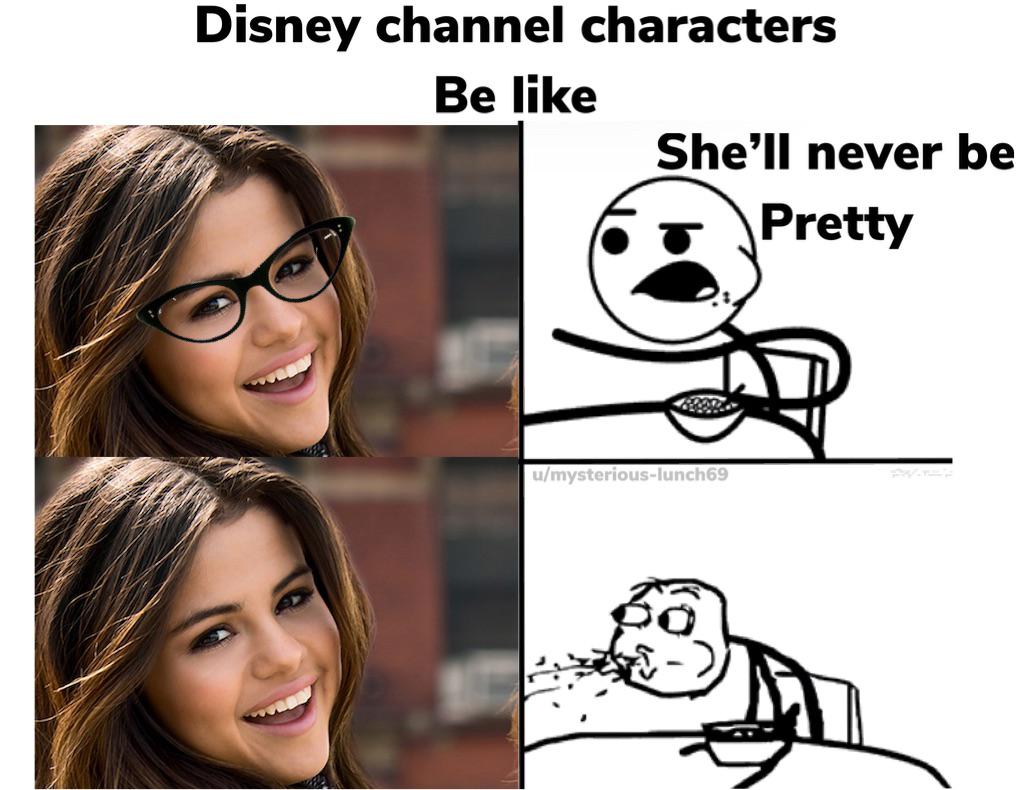 Disney channel characters
Be like
She'll never be
Pretty
u/mysterious-lunch69